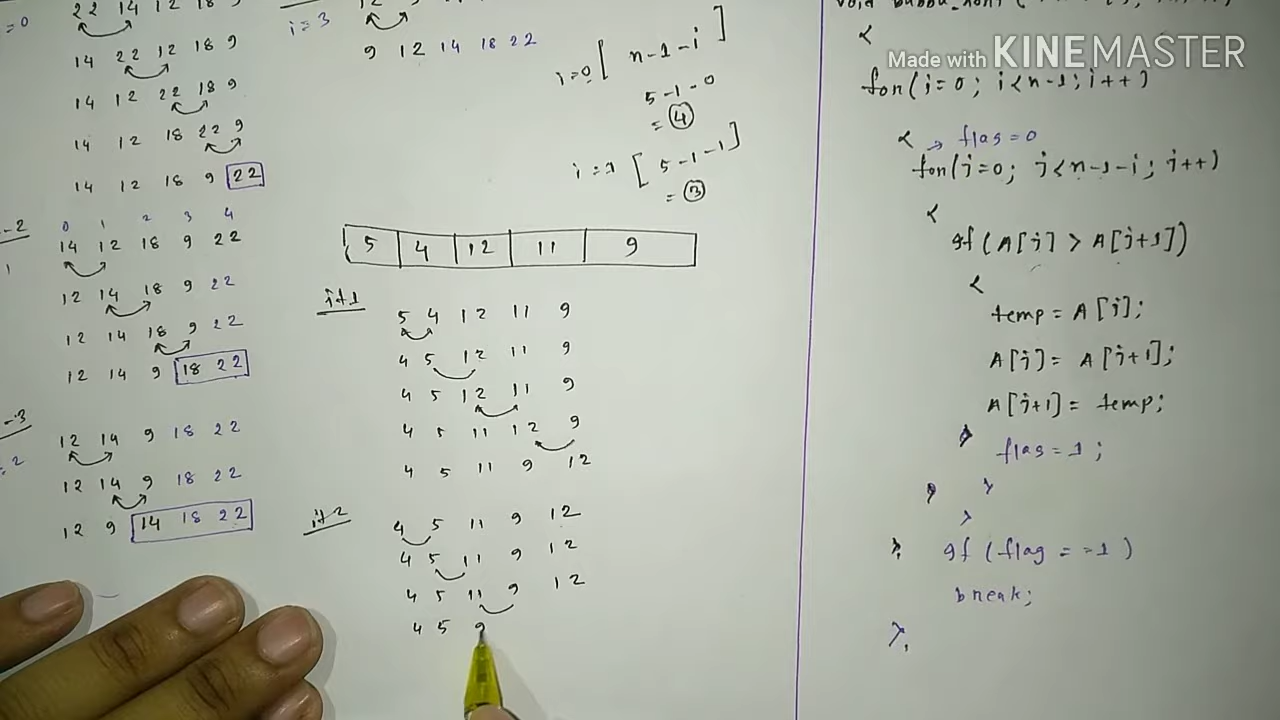 22 14 12 18 9
=0
14 22 12 18 9
14 12 22 18 9
14 12 18 22 9
14 12 18 9 22
-2
0 1 2 3 4
14 12 18 9 22
1
12 14 18 9 22
12 14 18 9 22
12 14 9 18 22
-3
12 14 9 18 22
=2
12 14 9 18 22
12 9 14 18 22
i=3
9 12 14 18 22
i=0 [ n-1-i ]
5-1-0
= 4
i=1 [ 5-1-1 ]
= 3
5 4 12 11 9
it1
5 4 12 11 9
4 5 12 11 9
4 5 12 11 9
4 5 11 12 9
4 5 11 9 12
it2
4 5 11 9 12
4 5 11 9 12
4 5 11 9 12
4 5 9
Made with KINEMASTER
{
for(i=0; i<n-1; i++)
{ → flag=0
for(j=0; j<n-1-i; j++)
{
if(A[j] > A[j+1])
{
temp = A[j];
A[j] = A[j+1];
A[j+1] = temp;
flag=1;
}
}
if (flag = =1)
break;
}